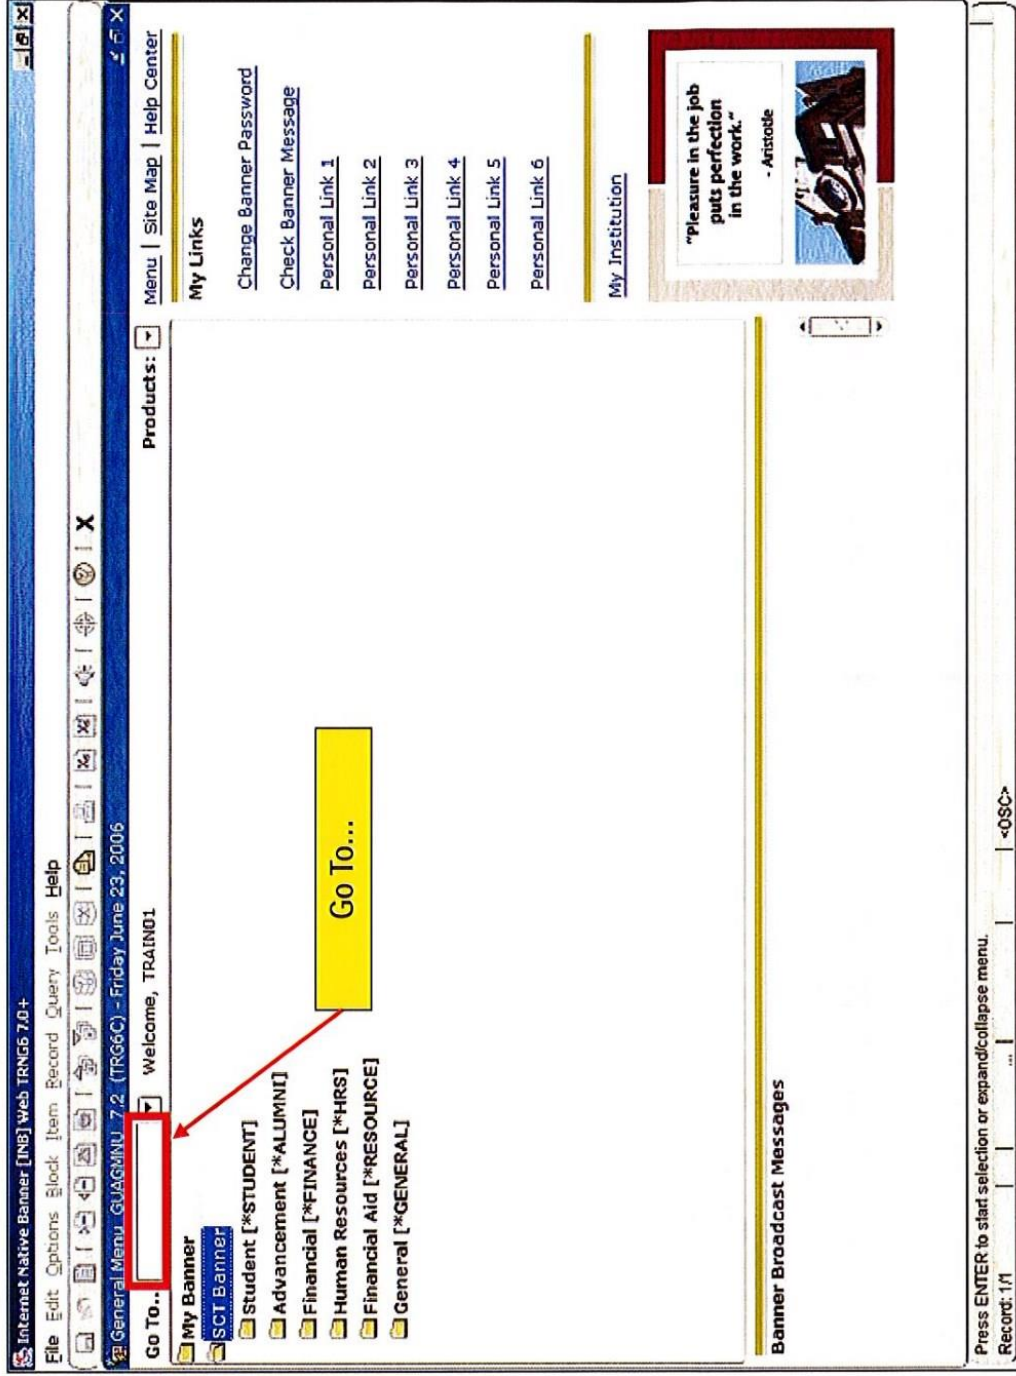 Internet Native Banner [INB] Web TRNG6 7.0+
File Edit Options Block Item Record Query Tools Help
General Menu GUAGMNU 7.2 (TRG6C) - Friday June 23, 2006
Go To... Welcome, TRAIN01 Products: Menu | Site Map | Help Center
My Banner
SCT Banner
Student [*STUDENT]
Advancement [*ALUMNI]
Financial [*FINANCE]
Human Resources [*HRS]
Financial Aid [*RESOURCE]
General [*GENERAL]
Go To...
My Links
Change Banner Password
Check Banner Message
Personal Link 1
Personal Link 2
Personal Link 3
Personal Link 4
Personal Link 5
Personal Link 6
My Institution
"Pleasure in the job
puts perfection
in the work."
- Aristotle
Banner Broadcast Messages
Press ENTER to start selection or expand/collapse menu.
Record: 1/1 ... <OSC>